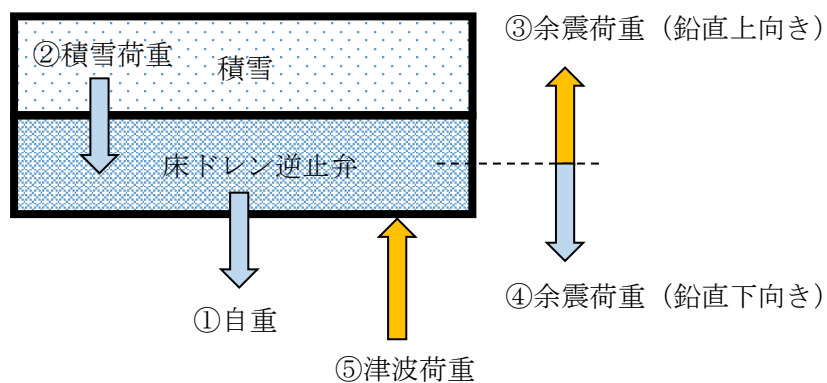 ③余震荷重（鉛直上向き）
②積雪荷重
積雪
床ドレン逆止弁
④余震荷重（鉛直下向き）
①自重
⑤津波荷重